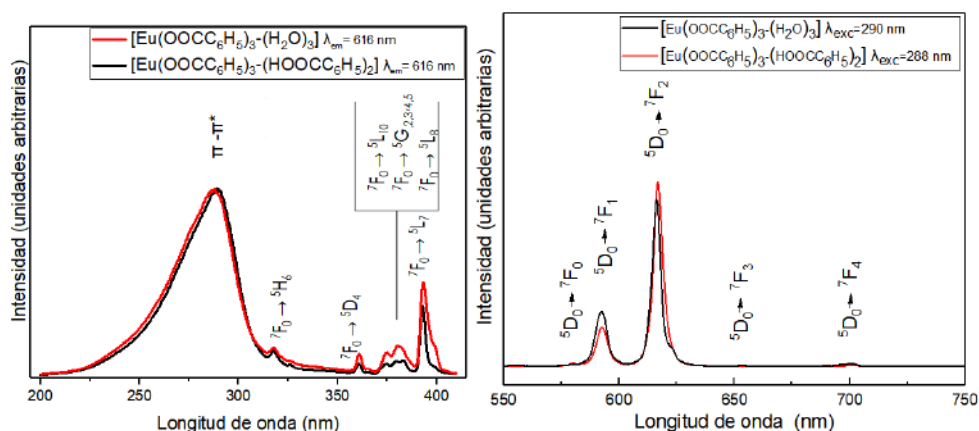 [Eu(OOCC₆H₅)₃-(H₂O)₃] λₑₘ= 616 nm
[Eu(OOCC₆H₅)₃-(HOOCC₆H₅)₂] λₑₘ= 616 nm
Intensidad (unidades arbitrarias)
π -π*
⁷F₀→ ⁵H₆
⁷F₀→ ⁵D₄
⁷F₀→ ⁵L₁₀
⁷F₀→ ⁵G,₂,₃,₄,₅
⁷F₀→ ⁵L₈
⁷F₀→ ⁵L₇
200 250 300 350 400
Longitud de onda (nm)
[Eu(OOCC₆H₅)₃-(H₂O)₃] λexc=290 nm
[Eu(OOCC₆H₅)₃-(HOOCC₆H₅)₂] λexc=288 nm
Intensidad (unidades arbitrarias)
⁵D₀→ ⁷F₀
⁵D₀→ ⁷F₁
⁵D₀→ ⁷F₂
⁵D₀→ ⁷F₃
⁵D₀→ ⁷F₄
550 600 650 700 750
Longitud de onda (nm)